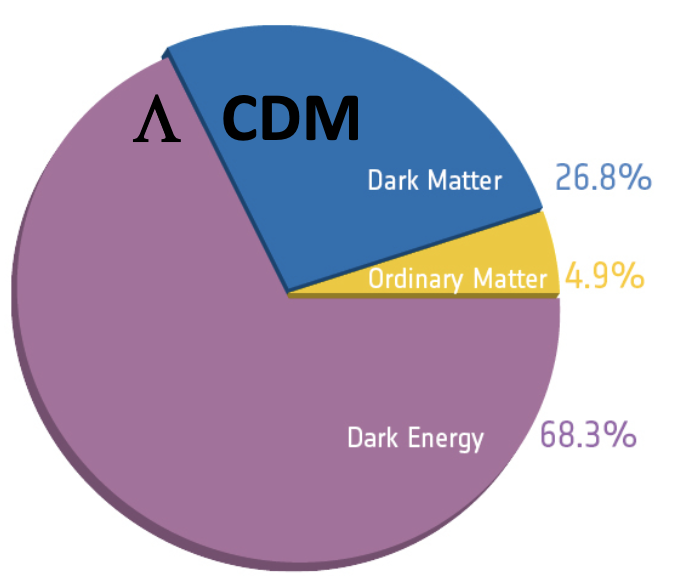 Λ CDM
Dark Matter 26.8%
Ordinary Matter 4.9%
Dark Energy 68.3%